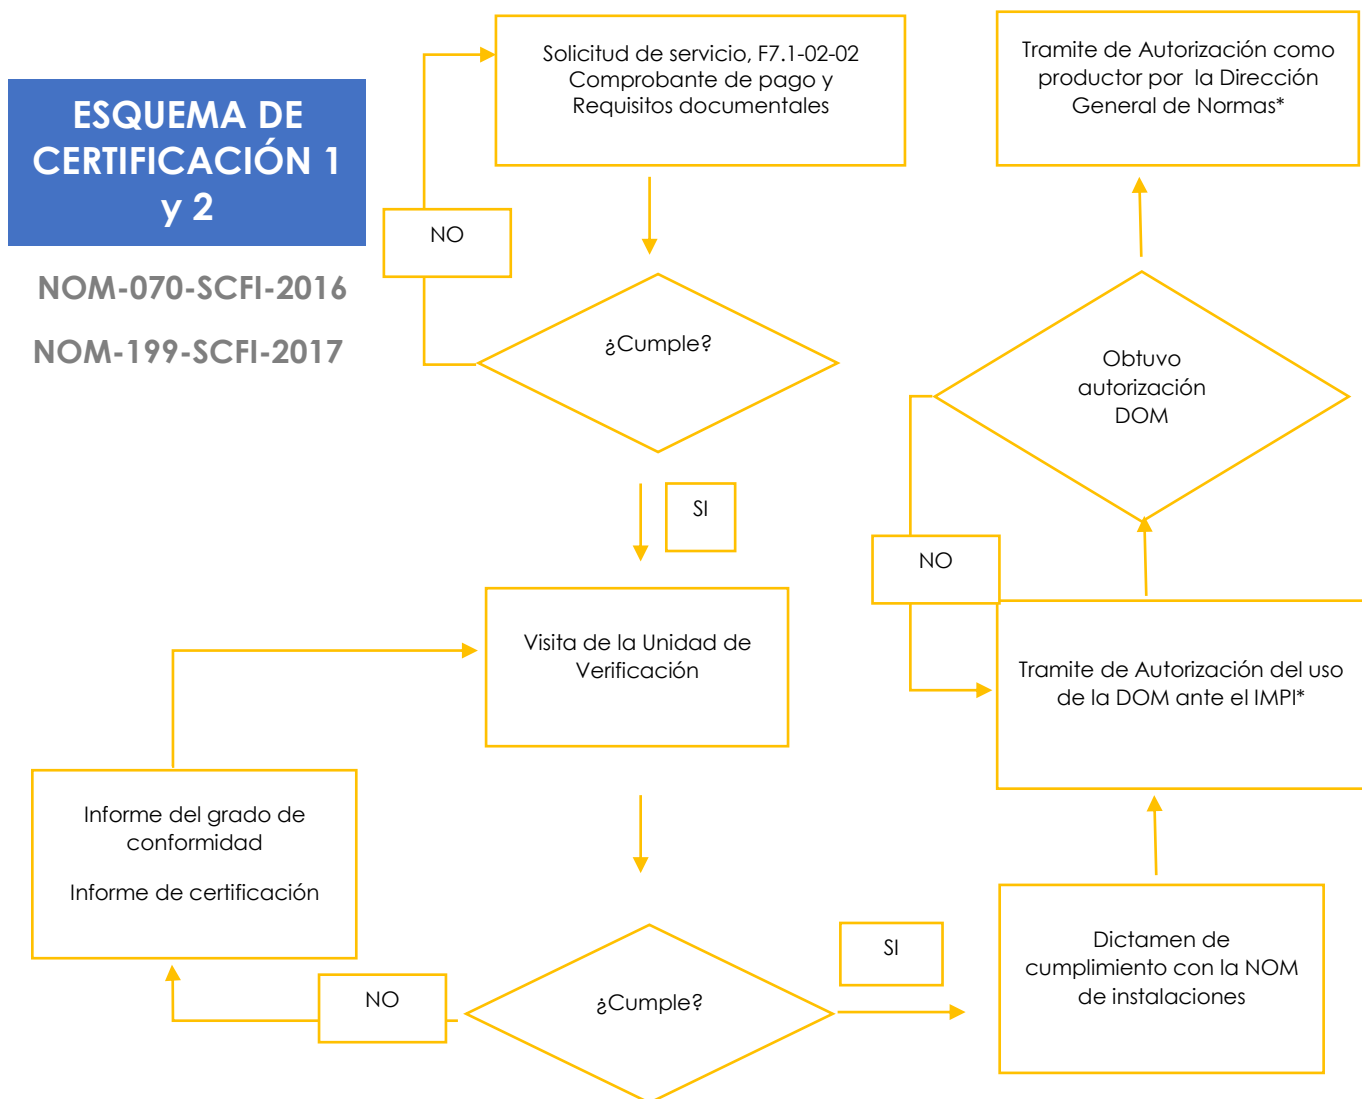 ESQUEMA DE
CERTIFICACIÓN 1
y 2
NOM-070-SCFI-2016
NOM-199-SCFI-2017
Solicitud de servicio, F7.1-02-02
Comprobante de pago y
Requisitos documentales
NO
¿Cumple?
SI
Visita de la Unidad de
Verificación
Informe del grado de
conformidad
Informe de certificación
NO
¿Cumple?
SI
Dictamen de
cumplimiento con la NOM
de instalaciones
Tramite de Autorización del uso
de la DOM ante el IMPI*
NO
Obtuvo
autorización
DOM
Tramite de Autorización como
productor por la Dirección
General de Normas*